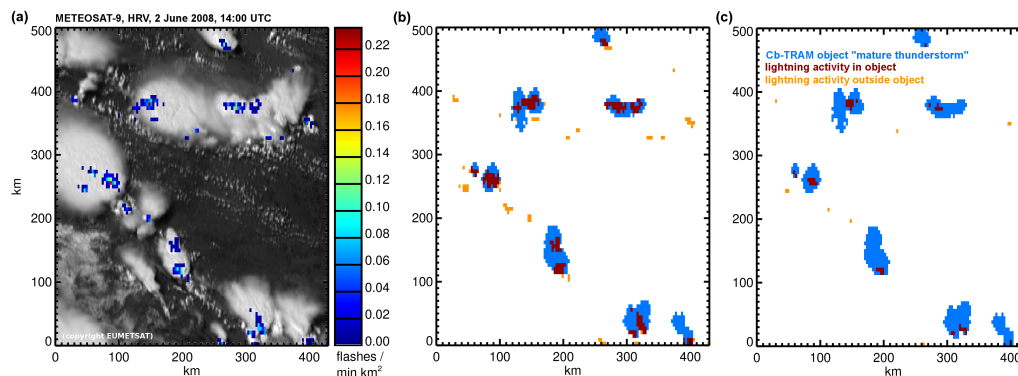 (a) METEOSAT-9, HRV, 2 June 2008, 14:00 UTC
500
400
300
200
100
0
km
0 100 200 300 400
km
(copyright EUMETSAT)
0.22
0.20
0.18
0.16
0.14
0.12
0.10
0.08
0.06
0.04
0.02
0.00
flashes /
min km²
(b)
500
400
300
200
100
0
0 100 200 300 400
km
(c)
500
400
300
200
100
0
0 100 200 300 400
km
Cb-TRAM object "mature thunderstorm"
lightning activity in object
lightning activity outside object